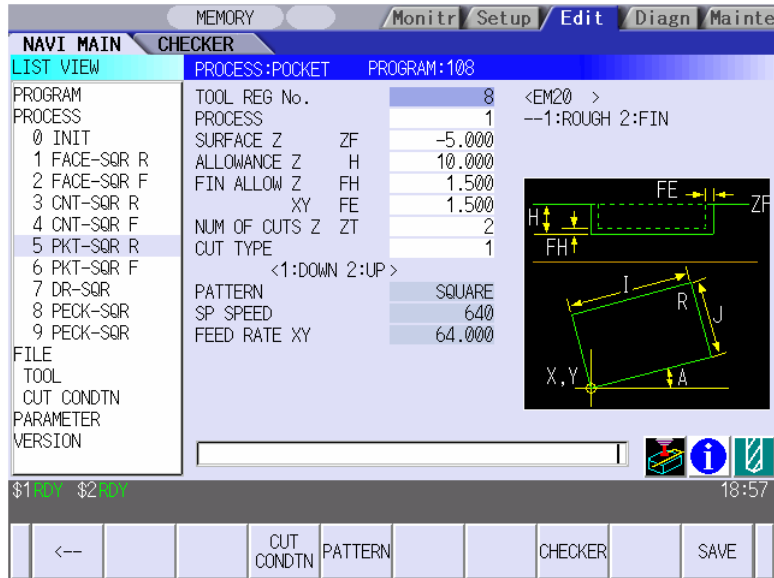 MEMORY Monitr Setup Edit Diagn Mainte
NAVI MAIN CHECKER
LIST VIEW
PROGRAM
PROCESS
0 INIT
1 FACE-SQR R
2 FACE-SQR F
3 CNT-SQR R
4 CNT-SQR F
5 PKT-SQR R
6 PKT-SQR F
7 DR-SQR
8 PECK-SQR
9 PECK-SQR
FILE
TOOL
CUT CONDTN
PARAMETER
VERSION
PROCESS:POCKET PROGRAM:108
TOOL REG No. 8 <EM20 >
PROCESS 1 --1:ROUGH 2:FIN
SURFACE Z ZF -5.000
ALLOWANCE Z H 10.000
FIN ALLOW Z FH 1.500
XY FE 1.500
NUM OF CUTS Z ZT 2
CUT TYPE 1
<1:DOWN 2:UP>
PATTERN SQUARE
SP SPEED 640
FEED RATE XY 64.000
FE
ZF
H
FH
I
R
J
X,Y
A
i
$1 RDY $2 RDY 18:57
<-- CUT CONDTN PATTERN CHECKER SAVE